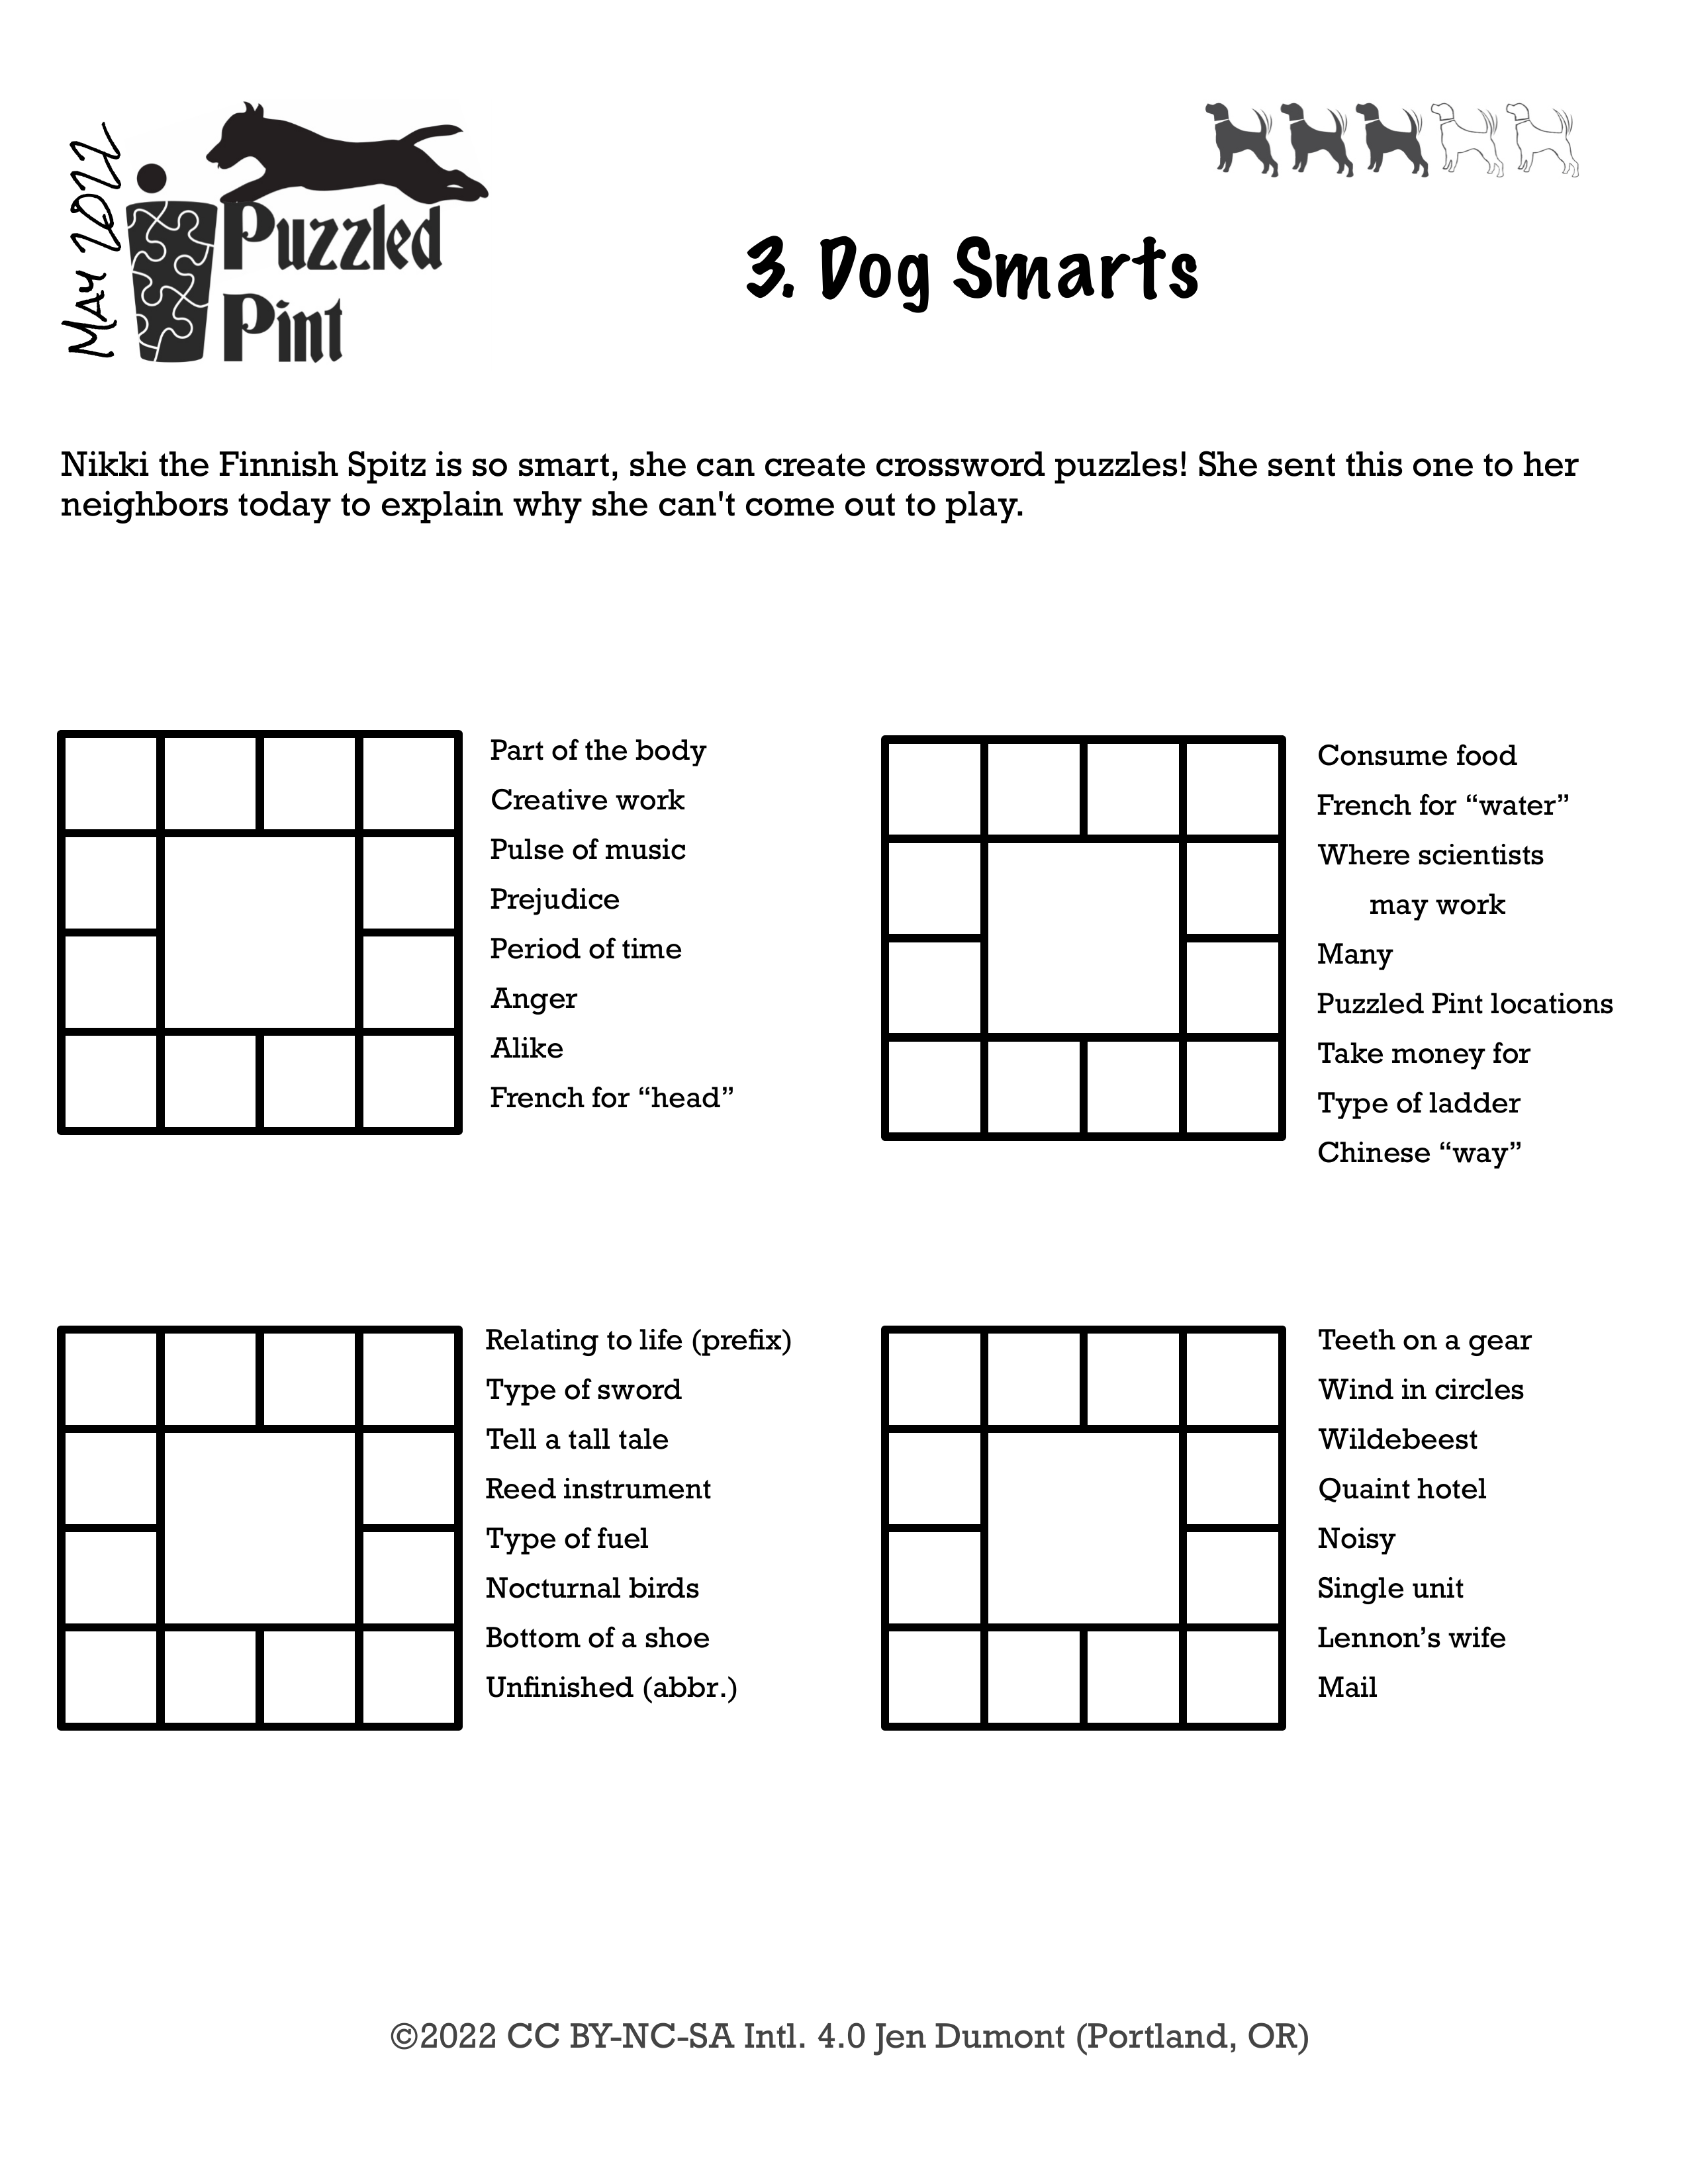 MAY 2022
Puzzled
Pint
3. Dog Smarts
Nikki the Finnish Spitz is so smart, she can create crossword puzzles! She sent this one to her
neighbors today to explain why she can't come out to play.
Part of the body
Creative work
Pulse of music
Prejudice
Period of time
Anger
Alike
French for “head”
Consume food
French for “water”
Where scientists
may work
Many
Puzzled Pint locations
Take money for
Type of ladder
Chinese “way”
Relating to life (prefix)
Type of sword
Tell a tall tale
Reed instrument
Type of fuel
Nocturnal birds
Bottom of a shoe
Unfinished (abbr.)
Teeth on a gear
Wind in circles
Wildebeest
Quaint hotel
Noisy
Single unit
Lennon’s wife
Mail
©2022 CC BY-NC-SA Intl. 4.0 Jen Dumont (Portland, OR)